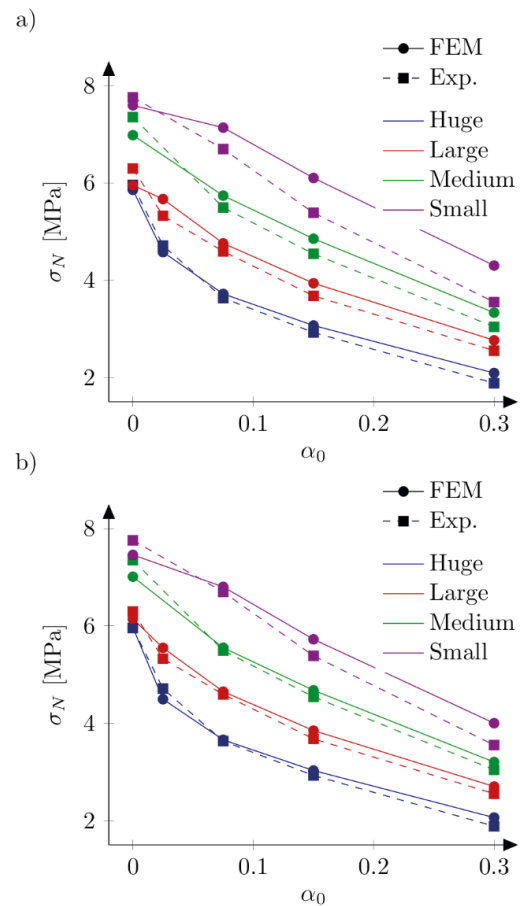 a)
FEM
Exp.
Huge
Large
Medium
Small
8
6
4
2
σ_N [MPa]
0
0.1
0.2
0.3
α₀
b)
FEM
Exp.
Huge
Large
Medium
Small
8
6
4
2
σ_N [MPa]
0
0.1
0.2
0.3
α₀